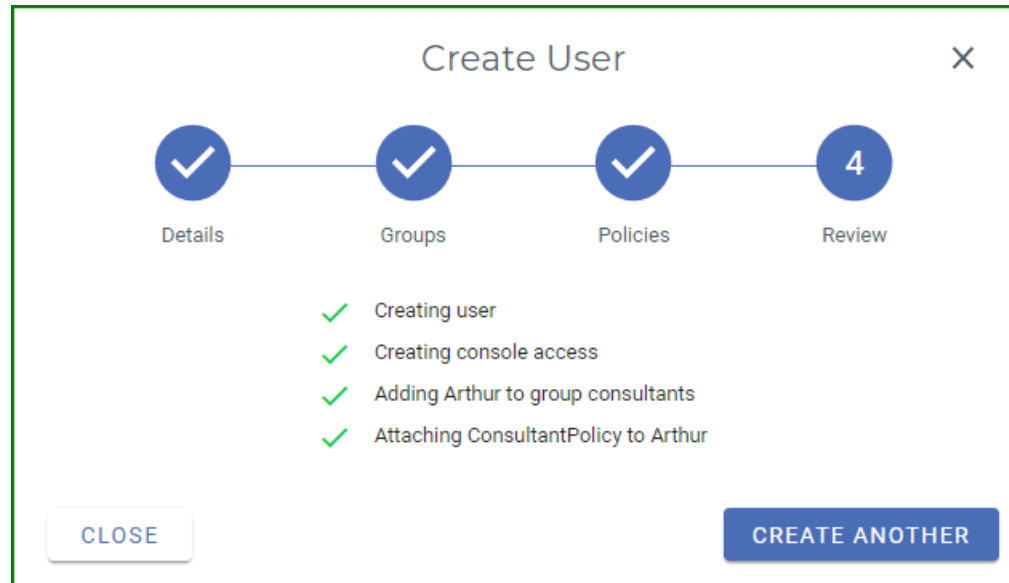 Create User
4
Details Groups Policies Review
Creating user
Creating console access
Adding Arthur to group consultants
Attaching ConsultantPolicy to Arthur
CLOSE CREATE ANOTHER